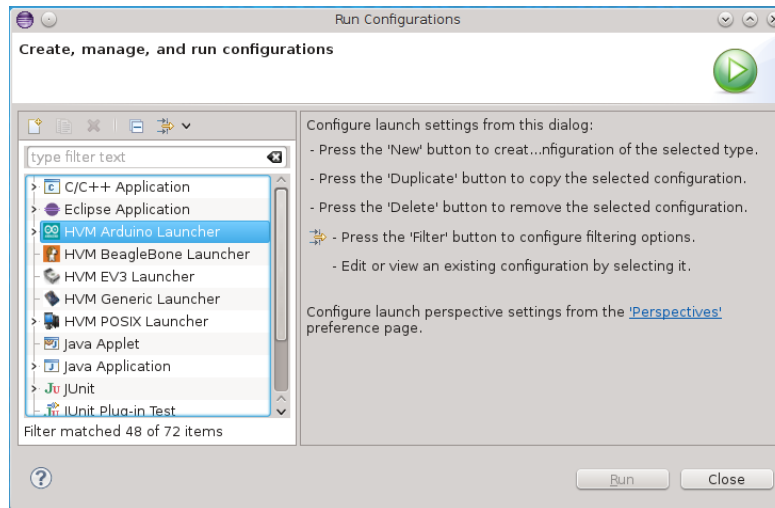 Run Configurations
Create, manage, and run configurations
type filter text
C/C++ Application
Eclipse Application
HVM Arduino Launcher
HVM BeagleBone Launcher
HVM EV3 Launcher
HVM Generic Launcher
HVM POSIX Launcher
Java Applet
Java Application
Ju JUnit
JUnit Plug-in Test
Filter matched 48 of 72 items
Configure launch settings from this dialog:
- Press the 'New' button to creat...nfiguration of the selected type.
- Press the 'Duplicate' button to copy the selected configuration.
- Press the 'Delete' button to remove the selected configuration.
- Press the 'Filter' button to configure filtering options.
- Edit or view an existing configuration by selecting it.
Configure launch perspective settings from the 'Perspectives'
preference page.
?
Run
Close